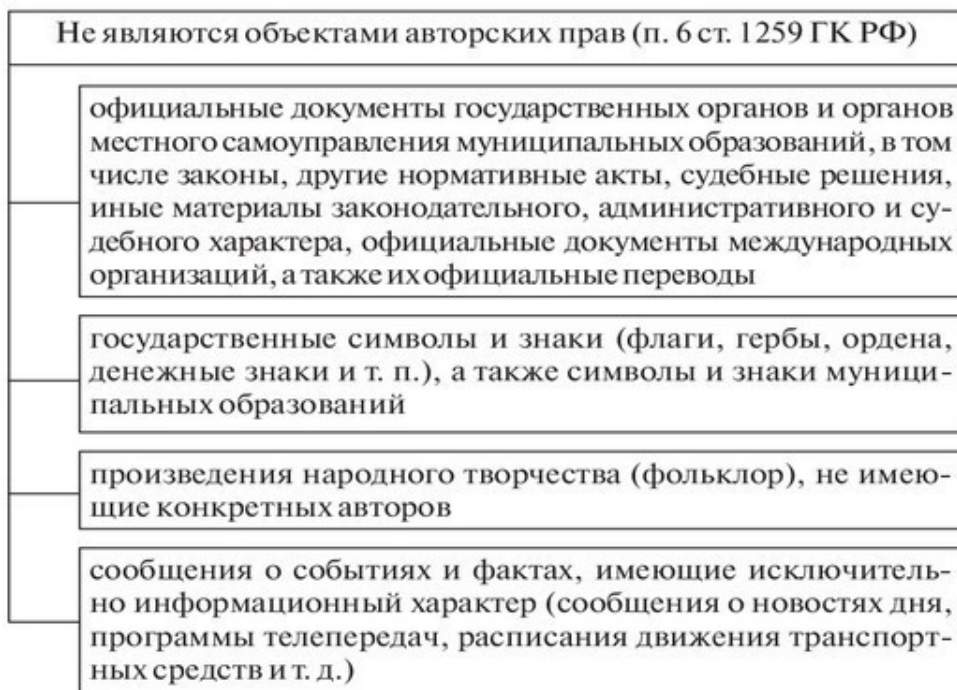 Не являются объектами авторских прав (п. 6 ст. 1259 ГК РФ)
официальные документы государственных органов и органов
местного самоуправления муниципальных образований, в том
числе законы, другие нормативные акты, судебные решения,
иные материалы законодательного, административного и су-
дебного характера, официальные документы международных
организаций, а также их официальные переводы
государственные символы и знаки (флаги, гербы, ордена,
денежные знаки и т. п.), а также символы и знаки муници-
пальных образований
произведения народного творчества (фольклор), не имею-
щие конкретных авторов
сообщения о событиях и фактах, имеющие исключитель-
но информационный характер (сообщения о новостях дня,
программы телепередач, расписания движения транспорт-
ных средств и т. д.)